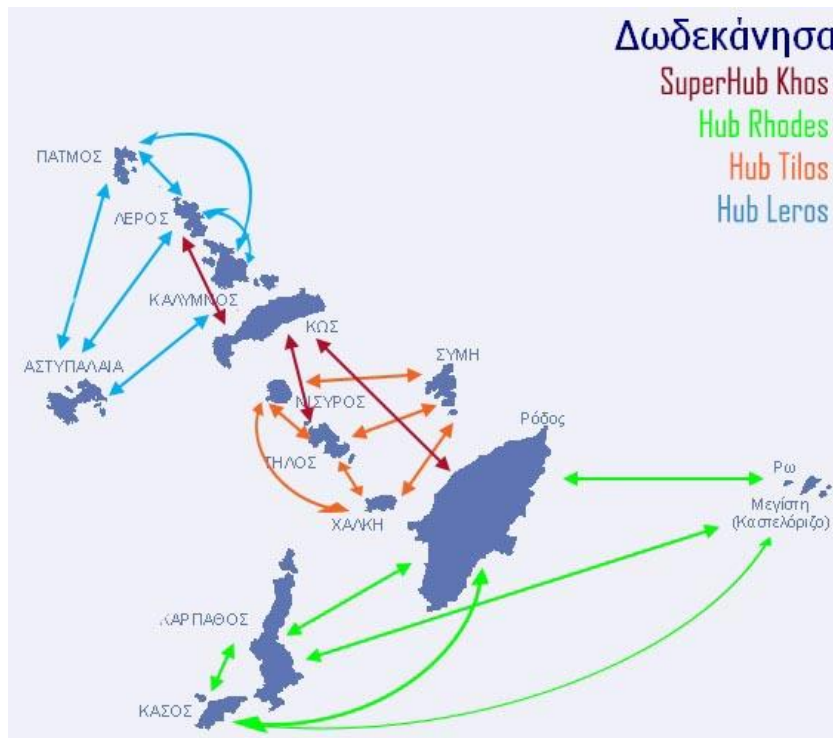 Δωδεκάνησα
SuperHub Khos
Hub Rhodes
Hub Tilos
Hub Leros
ΠΑΤΜΟΣ
ΛΕΡΟΣ
ΚΑΛΥΜΝΟΣ
ΚΩΣ
ΑΣΤΥΠΑΛΑΙΑ
ΣΥΜΗ
ΝΙΣΥΡΟΣ
Ρόδος
ΤΗΛΟΣ
Ρω
ΧΑΛΚΗ
Μεγίστη
(Καστελόριζο)
ΚΑΡΠΑΘΟΣ
ΚΑΣΟΣ